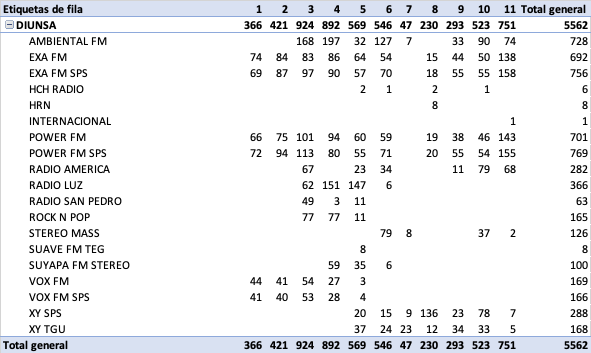 Etiquetas de fila 1 2 3 4 5 6 7 8 9 10 11 Total general
DIUNSA 366 421 924 892 569 546 47 230 293 523 751 5562
AMBIENTAL FM 168 197 32 127 7 33 90 74 728
EXA FM 74 84 83 86 64 54 15 44 50 138 692
EXA FM SPS 69 87 97 90 57 70 18 55 55 158 756
HCH RADIO 2 1 2 1 6
HRN 8 8
INTERNACIONAL 1 1
POWER FM 66 75 101 94 60 59 19 38 46 143 701
POWER FM SPS 72 94 113 80 55 71 20 55 54 155 769
RADIO AMERICA 67 23 34 11 79 68 282
RADIO LUZ 62 151 147 6 366
RADIO SAN PEDRO 49 3 11 63
ROCK N POP 77 77 11 165
STEREO MASS 79 8 37 2 126
SUAVE FM TEG 8 8
SUYAPA FM STEREO 59 35 6 100
VOX FM 44 41 54 27 3 169
VOX FM SPS 41 40 53 28 4 166
XY SPS 20 15 9 136 23 78 7 288
XY TGU 37 24 23 12 34 33 5 168
Total general 366 421 924 892 569 546 47 230 293 523 751 5562